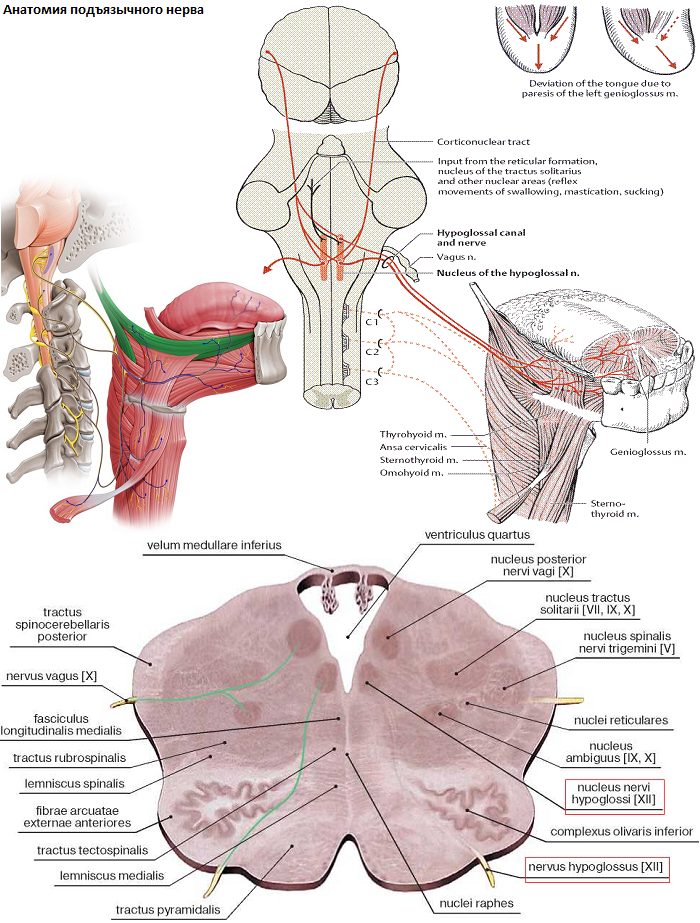 Анатомия подъязычного нерва
Deviation of the tongue due to
paresis of the left genioglossus m.
Corticonuclear tract
Input from the reticular formation,
nucleus of the tractus solitarius
and other nuclear areas (reflex
movements of swallowing, mastication, sucking)
Hypoglossal canal
and nerve
Vagus n.
Nucleus of the hypoglossal n.
C1
C2
C3
Thyrohyoid m.
Ansa cervicalis
Sternothyroid m.
Omohyoid m.
Genioglossus m.
Sterno-
thyroid m.
velum medullare inferius
ventriculus quartus
nucleus posterior
nervi vagi [X]
nucleus tractus
solitarii [VII, IX, X]
nucleus spinalis
nervi trigemini [V]
nuclei reticulares
nucleus
ambiguus [IX, X]
nucleus nervi
hypoglossi [XII]
complexus olivaris inferior
nervus hypoglossus [XII]
nuclei raphes
tractus
spinocerebellaris
posterior
nervus vagus [X]
fasciculus
longitudinalis medialis
tractus rubrospinalis
lemniscus spinalis
fibrae arcuatae
externae anteriores
tractus tectospinalis
lemniscus medialis
tractus pyramidalis